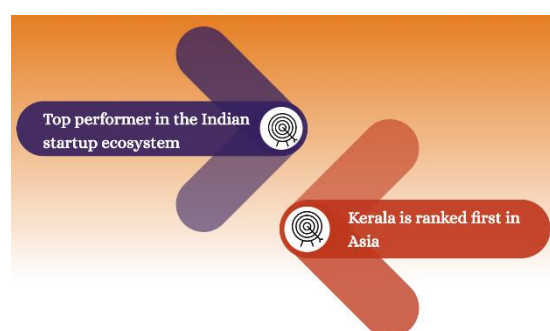 Top performer in the Indian
startup ecosystem
Kerala is ranked first in
Asia